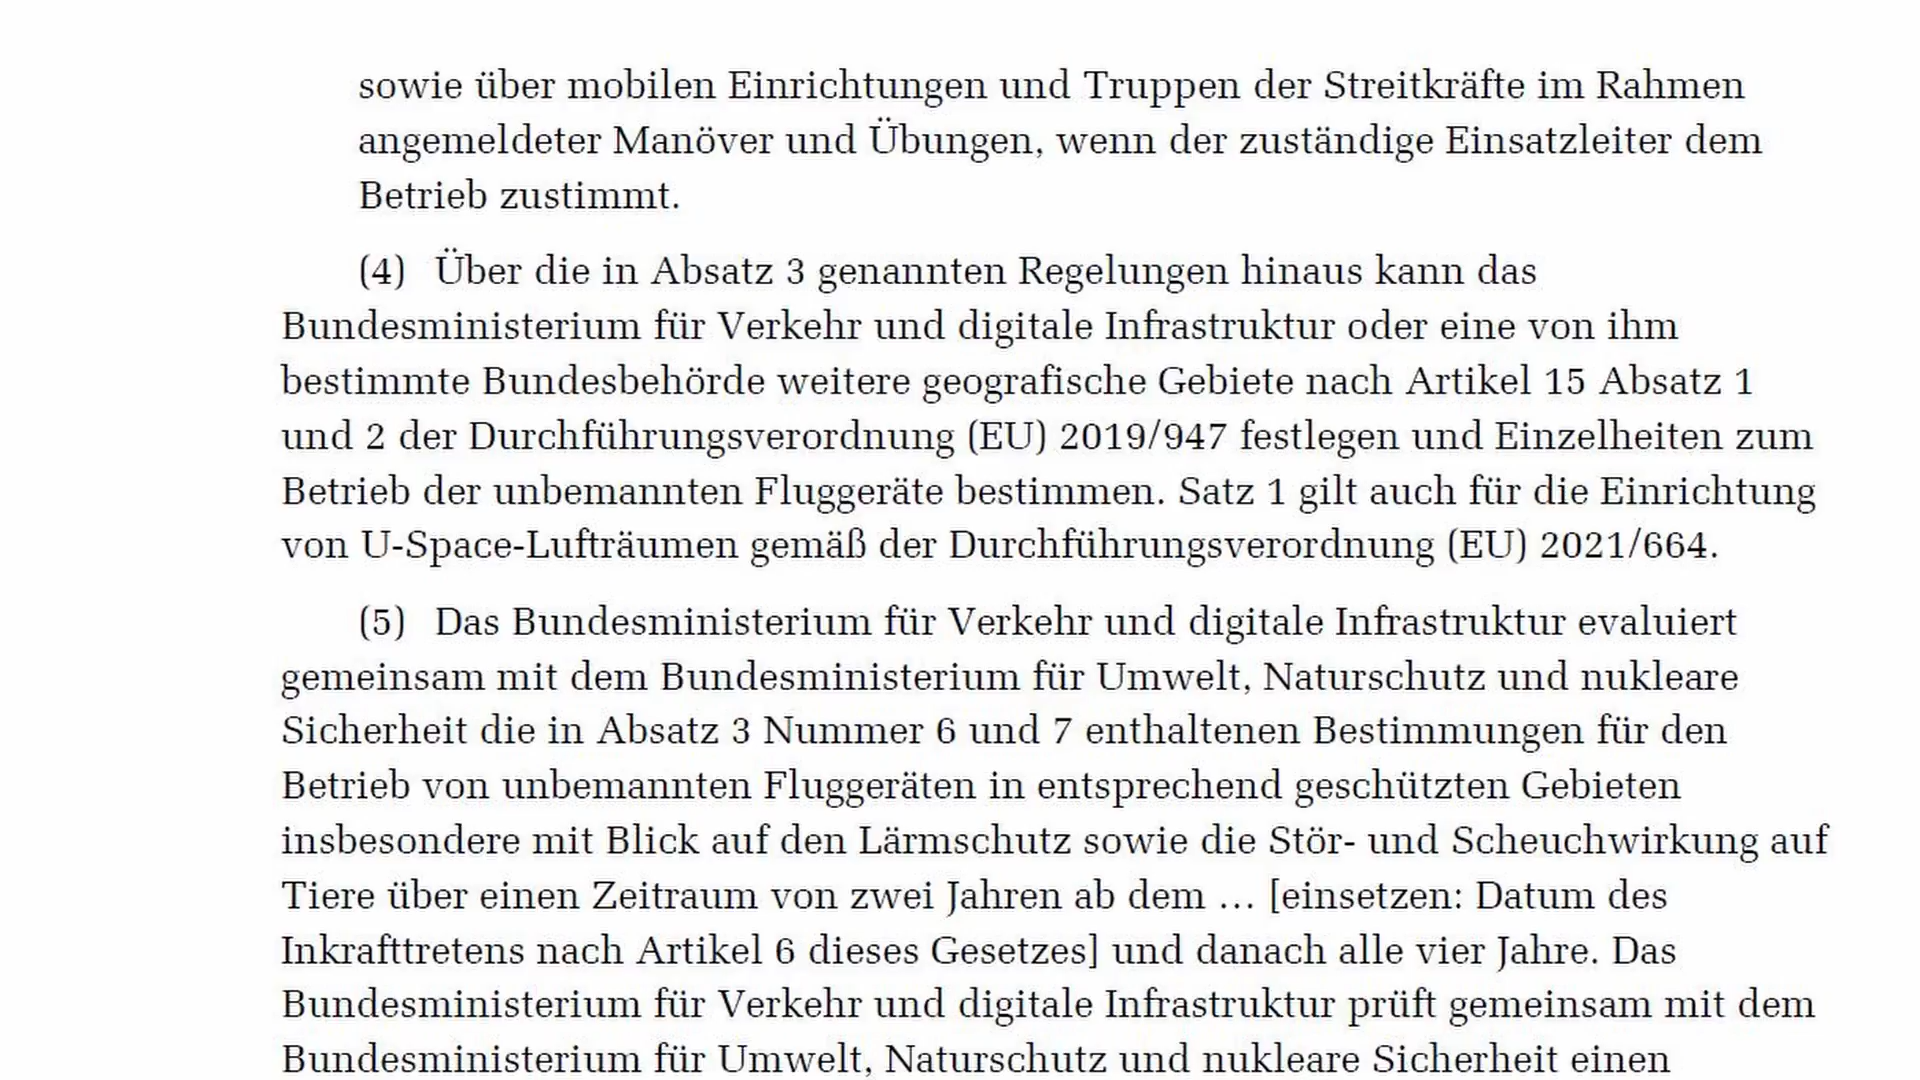 sowie über mobilen Einrichtungen und Truppen der Streitkräfte im Rahmen
angemeldeter Manöver und Übungen, wenn der zuständige Einsatzleiter dem
Betrieb zustimmt.
(4) Über die in Absatz 3 genannten Regelungen hinaus kann das
Bundesministerium für Verkehr und digitale Infrastruktur oder eine von ihm
bestimmte Bundesbehörde weitere geografische Gebiete nach Artikel 15 Absatz 1
und 2 der Durchführungsverordnung (EU) 2019/947 festlegen und Einzelheiten zum
Betrieb der unbemannten Fluggeräte bestimmen. Satz 1 gilt auch für die Einrichtung
von U-Space-Lufträumen gemäß der Durchführungsverordnung (EU) 2021/664.
(5) Das Bundesministerium für Verkehr und digitale Infrastruktur evaluiert
gemeinsam mit dem Bundesministerium für Umwelt, Naturschutz und nukleare
Sicherheit die in Absatz 3 Nummer 6 und 7 enthaltenen Bestimmungen für den
Betrieb von unbemannten Fluggeräten in entsprechend geschützten Gebieten
insbesondere mit Blick auf den Lärmschutz sowie die Stör- und Scheuchwirkung auf
Tiere über einen Zeitraum von zwei Jahren ab dem … [einsetzen: Datum des
Inkrafttretens nach Artikel 6 dieses Gesetzes] und danach alle vier Jahre. Das
Bundesministerium für Verkehr und digitale Infrastruktur prüft gemeinsam mit dem
Bundesministerium für Umwelt, Naturschutz und nukleare Sicherheit einen